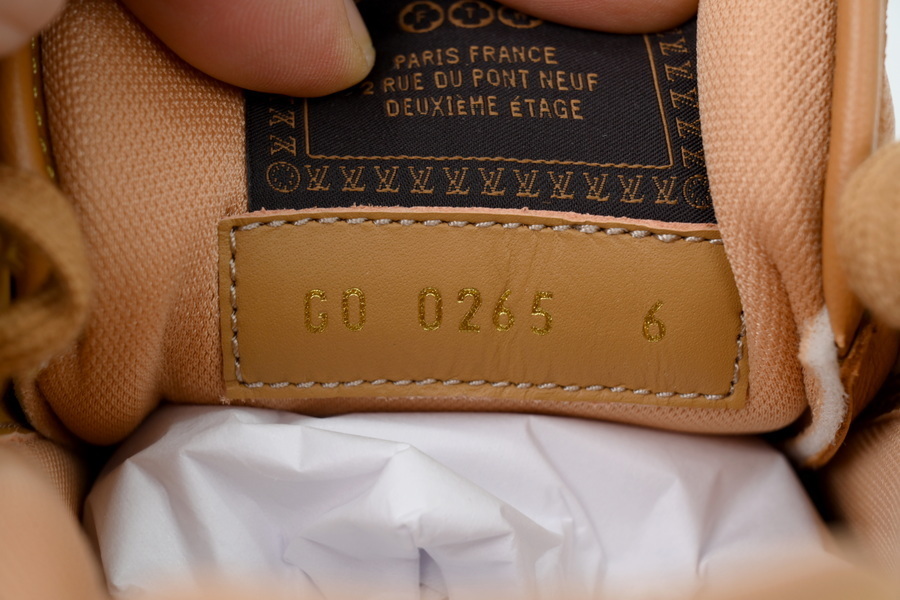 PARIS FRANCE
2 RUE DU PONT NEUF
DEUXIÈME ÉTAGE
GO 0265 6